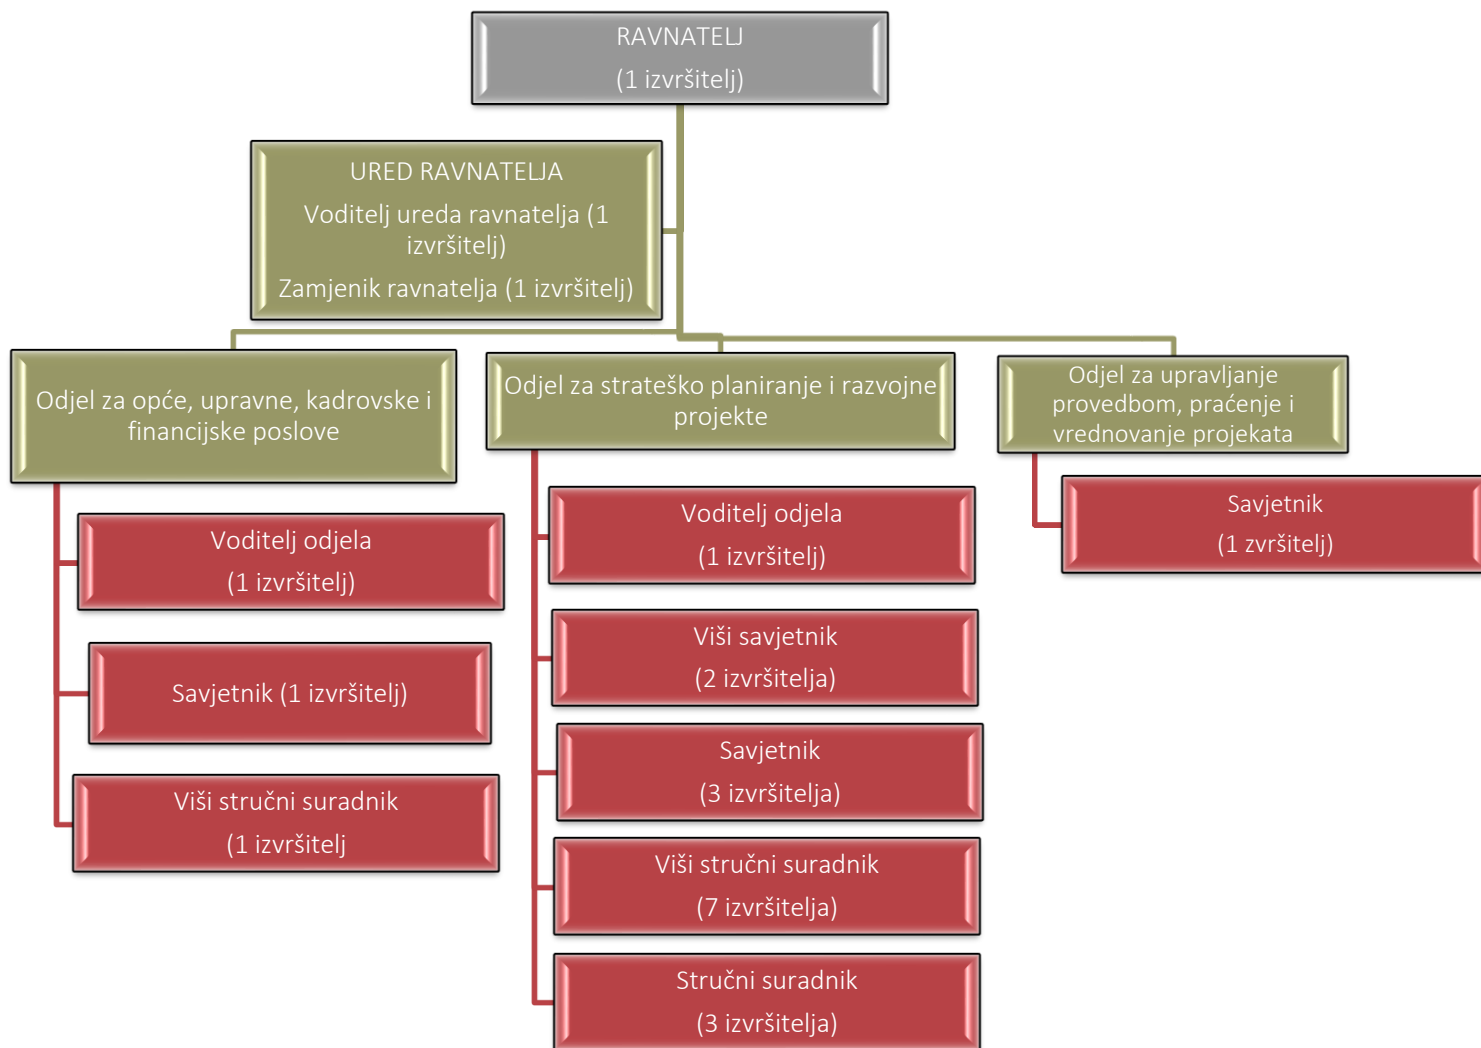 RAVNATELJ
(1 izvršitelj)
URED RAVNATELJA
Voditelj ureda ravnatelja (1
izvršitelj)
Zamjenik ravnatelja (1 izvršitelj)
Odjel za opće, upravne, kadrovske i
financijske poslove
Voditelj odjela
(1 izvršitelj)
Savjetnik (1 izvršitelj)
Viši stručni suradnik
(1 izvršitelj
Odjel za strateško planiranje i razvojne
projekte
Voditelj odjela
(1 izvršitelj)
Viši savjetnik
(2 izvršitelja)
Savjetnik
(3 izvršitelja)
Viši stručni suradnik
(7 izvršitelja)
Stručni suradnik
(3 izvršitelja)
Odjel za upravljanje
provedbom, praćenje i
vrednovanje projekata
Savjetnik
(1 zvršitelj)